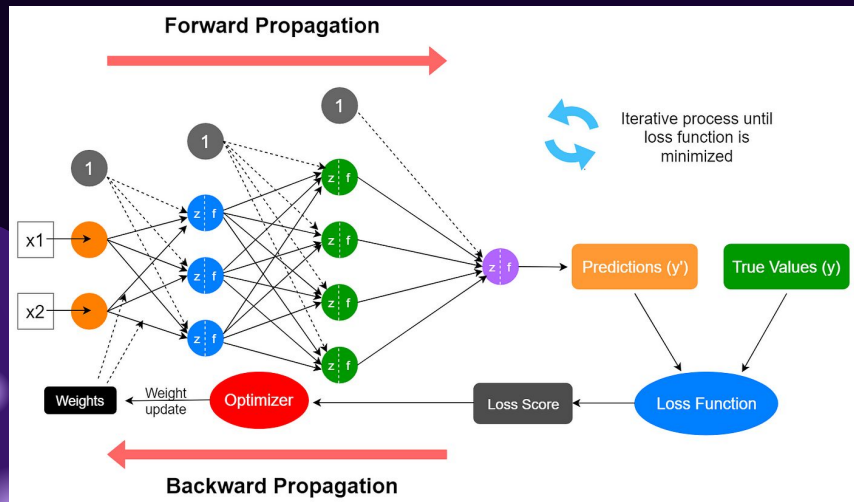 Forward Propagation
1
1
1
Iterative process until
loss function is
minimized
z f
z f
z f
z f
z f
z f
z f
z f
x1
x2
Predictions (y')
True Values (y)
Weights
Weight
update
Optimizer
Loss Score
Loss Function
Backward Propagation